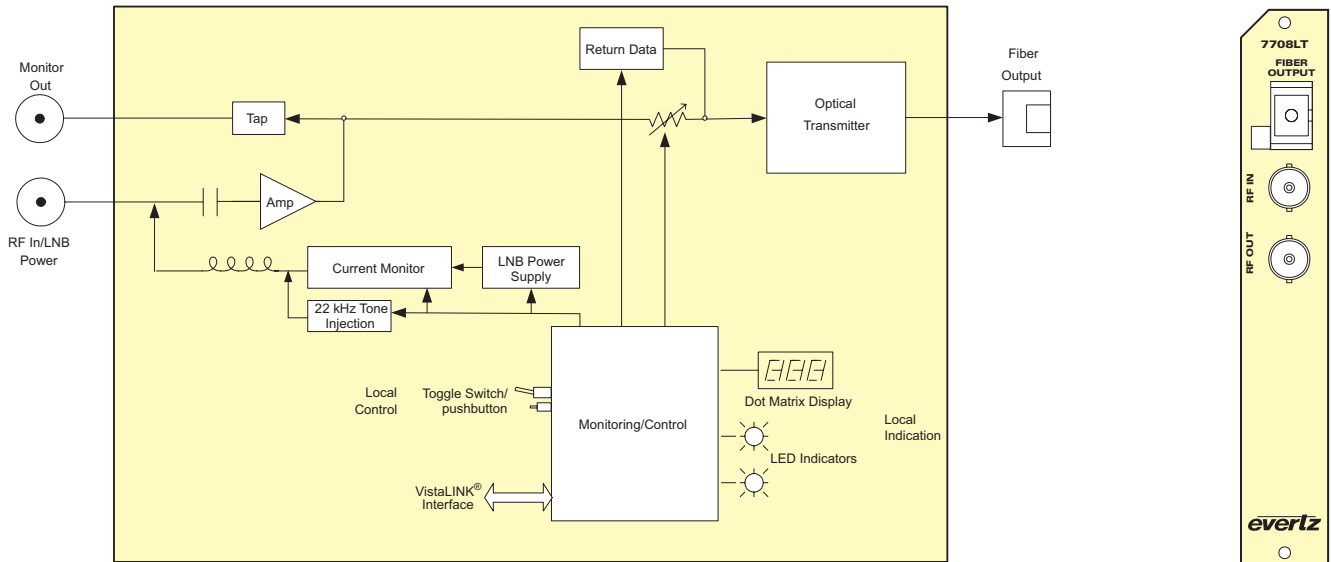 Monitor
Out
Tap
RF In/LNB
Power
Amp
Return Data
Optical
Transmitter
Fiber
Output
Current Monitor
LNB Power
Supply
22 kHz Tone
Injection
Local
Control
Toggle Switch/
pushbutton
Monitoring/Control
Dot Matrix Display
LED Indicators
Local
Indication
VistaLINK®
Interface
7708LT
FIBER
OUTPUT
RF IN
RF OUT
evertz